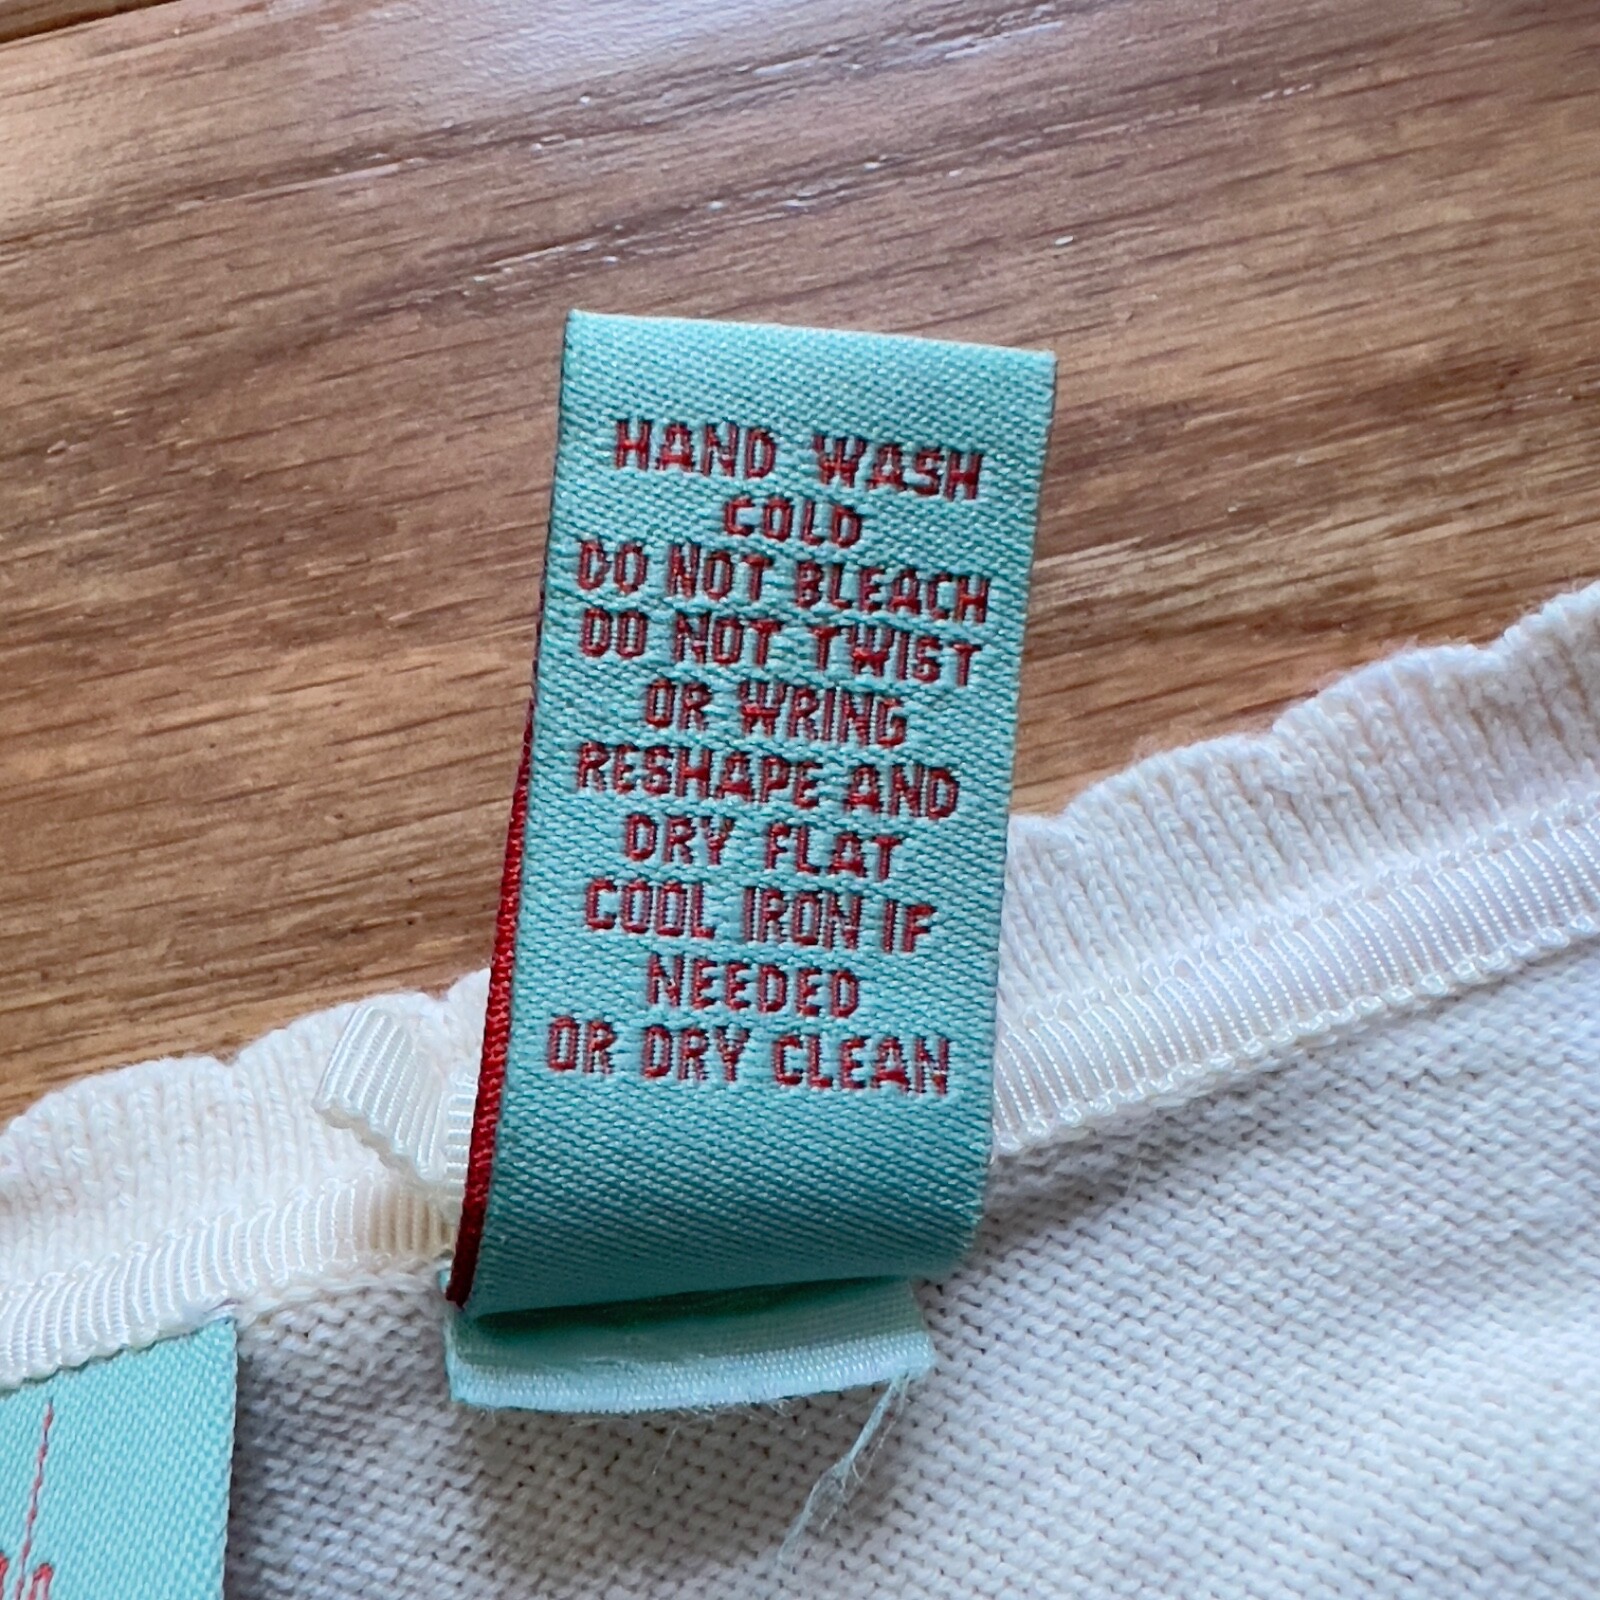 HAND WASH
COLD
DO NOT BLEACH
DO NOT TWIST
OR WRING
RESHAPE AND
DRY FLAT
COOL IRON IF
NEEDED
OR DRY CLEAN